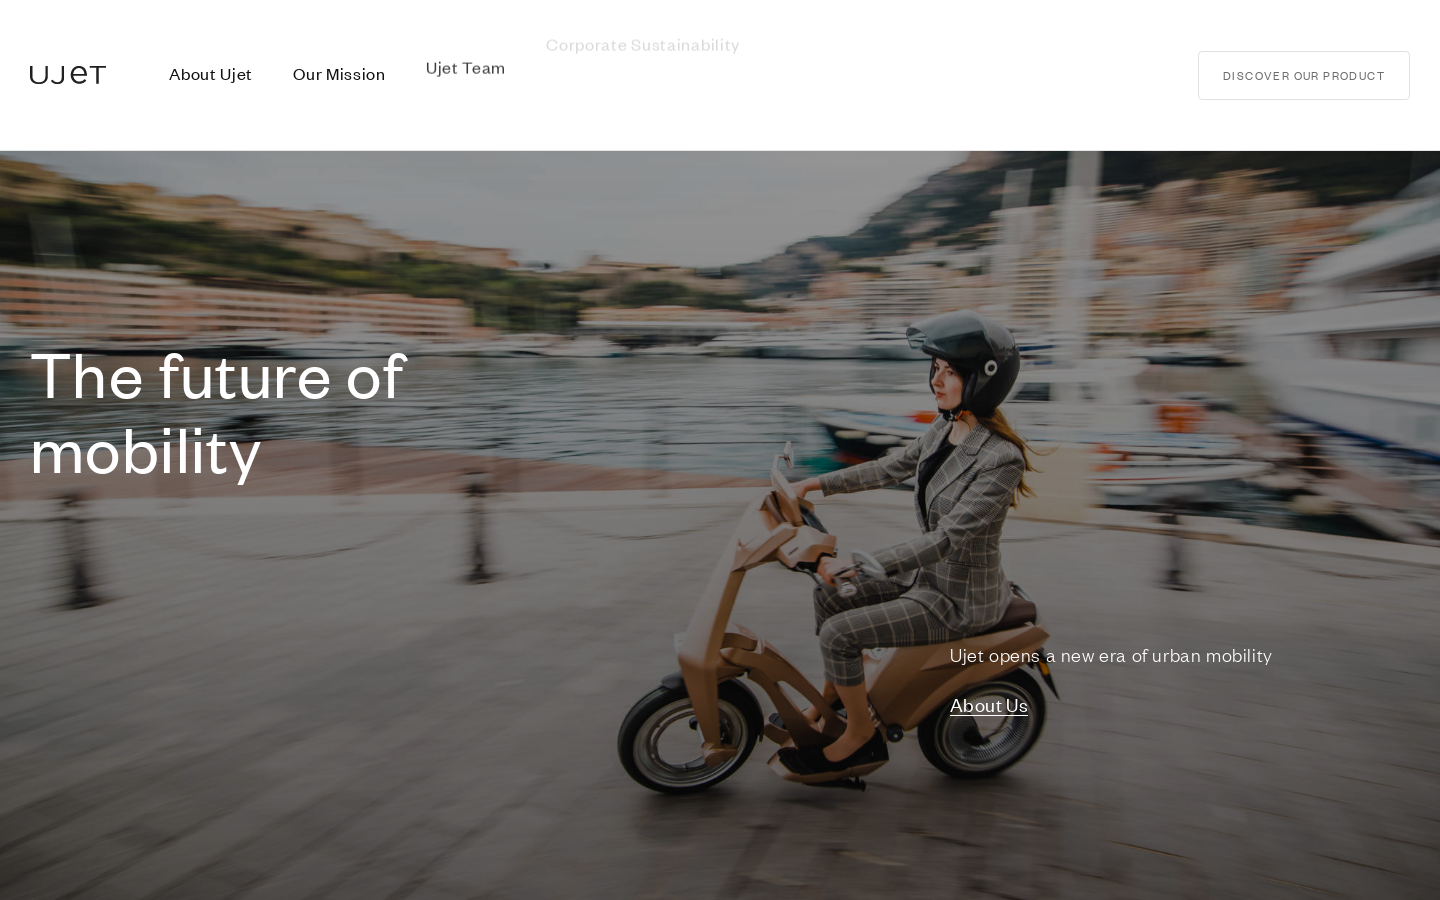 UJET
About Ujet
Our Mission
Ujet Team
Corporate Sustainability
DISCOVER OUR PRODUCT
The future of
mobility
Ujet opens a new era of urban mobility
About Us